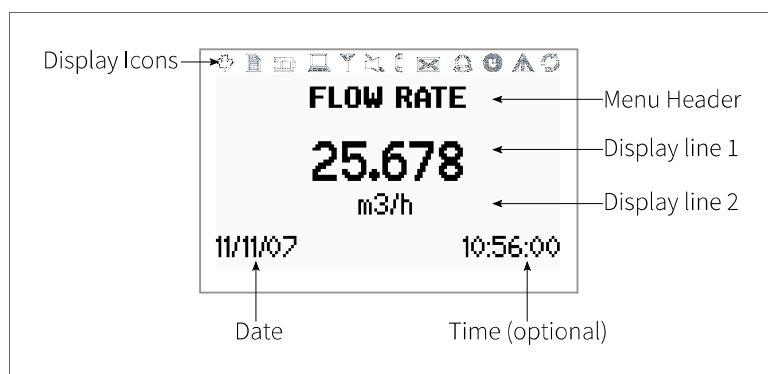 Display Icons
FLOW RATE
Menu Header
25.678
Display line 1
m3/h
Display line 2
11/11/07
10:56:00
Date
Time (optional)